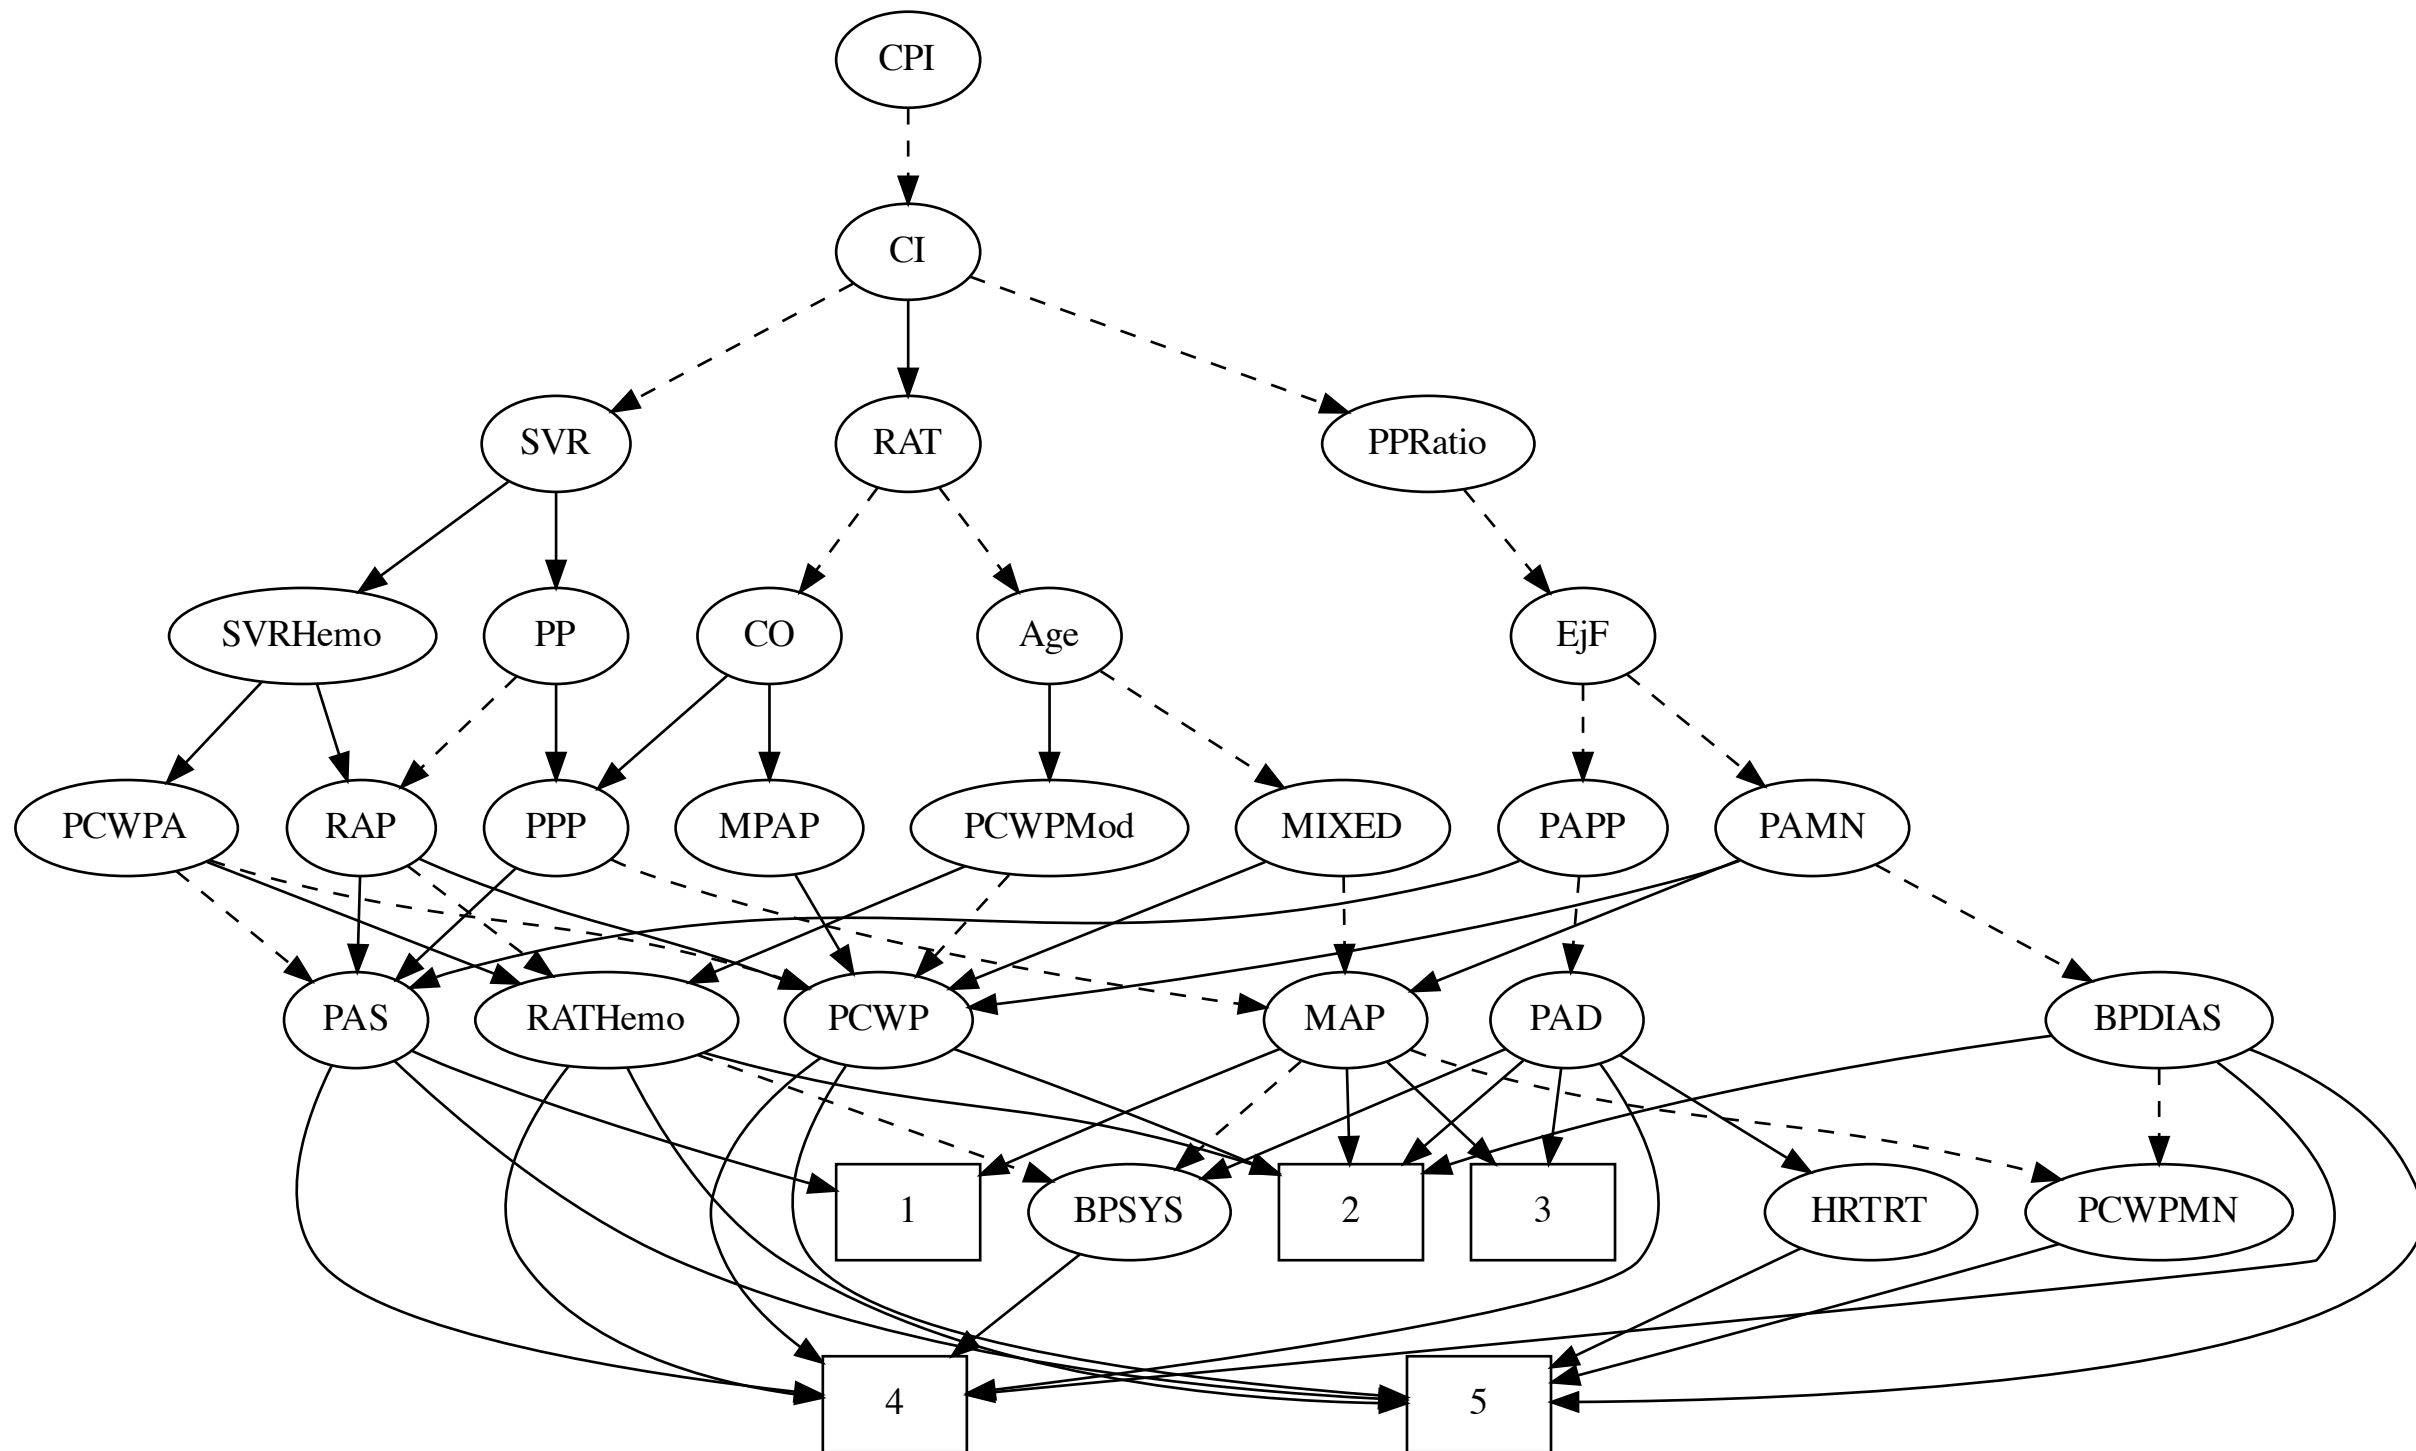 CPI
CI
SVR
RAT
PPRatio
SVRHemo
PP
CO
Age
EjF
PCWPA
RAP
PPP
MPAP
PCWPMod
MIXED
PAPP
PAMN
PAS
RATHemo
PCWP
MAP
PAD
BPDIAS
1
BPSYS
2
3
HRTRT
PCWPMN
4
5